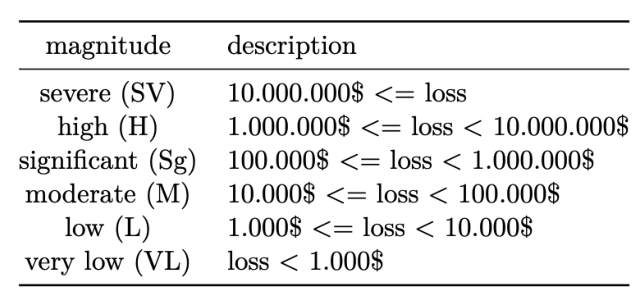 magnitude description
severe (SV) 10.000.000$ <= loss
high (H) 1.000.000$ <= loss < 10.000.000$
significant (Sg) 100.000$ <= loss < 1.000.000$
moderate (M) 10.000$ <= loss < 100.000$
low (L) 1.000$ <= loss < 10.000$
very low (VL) loss < 1.000$